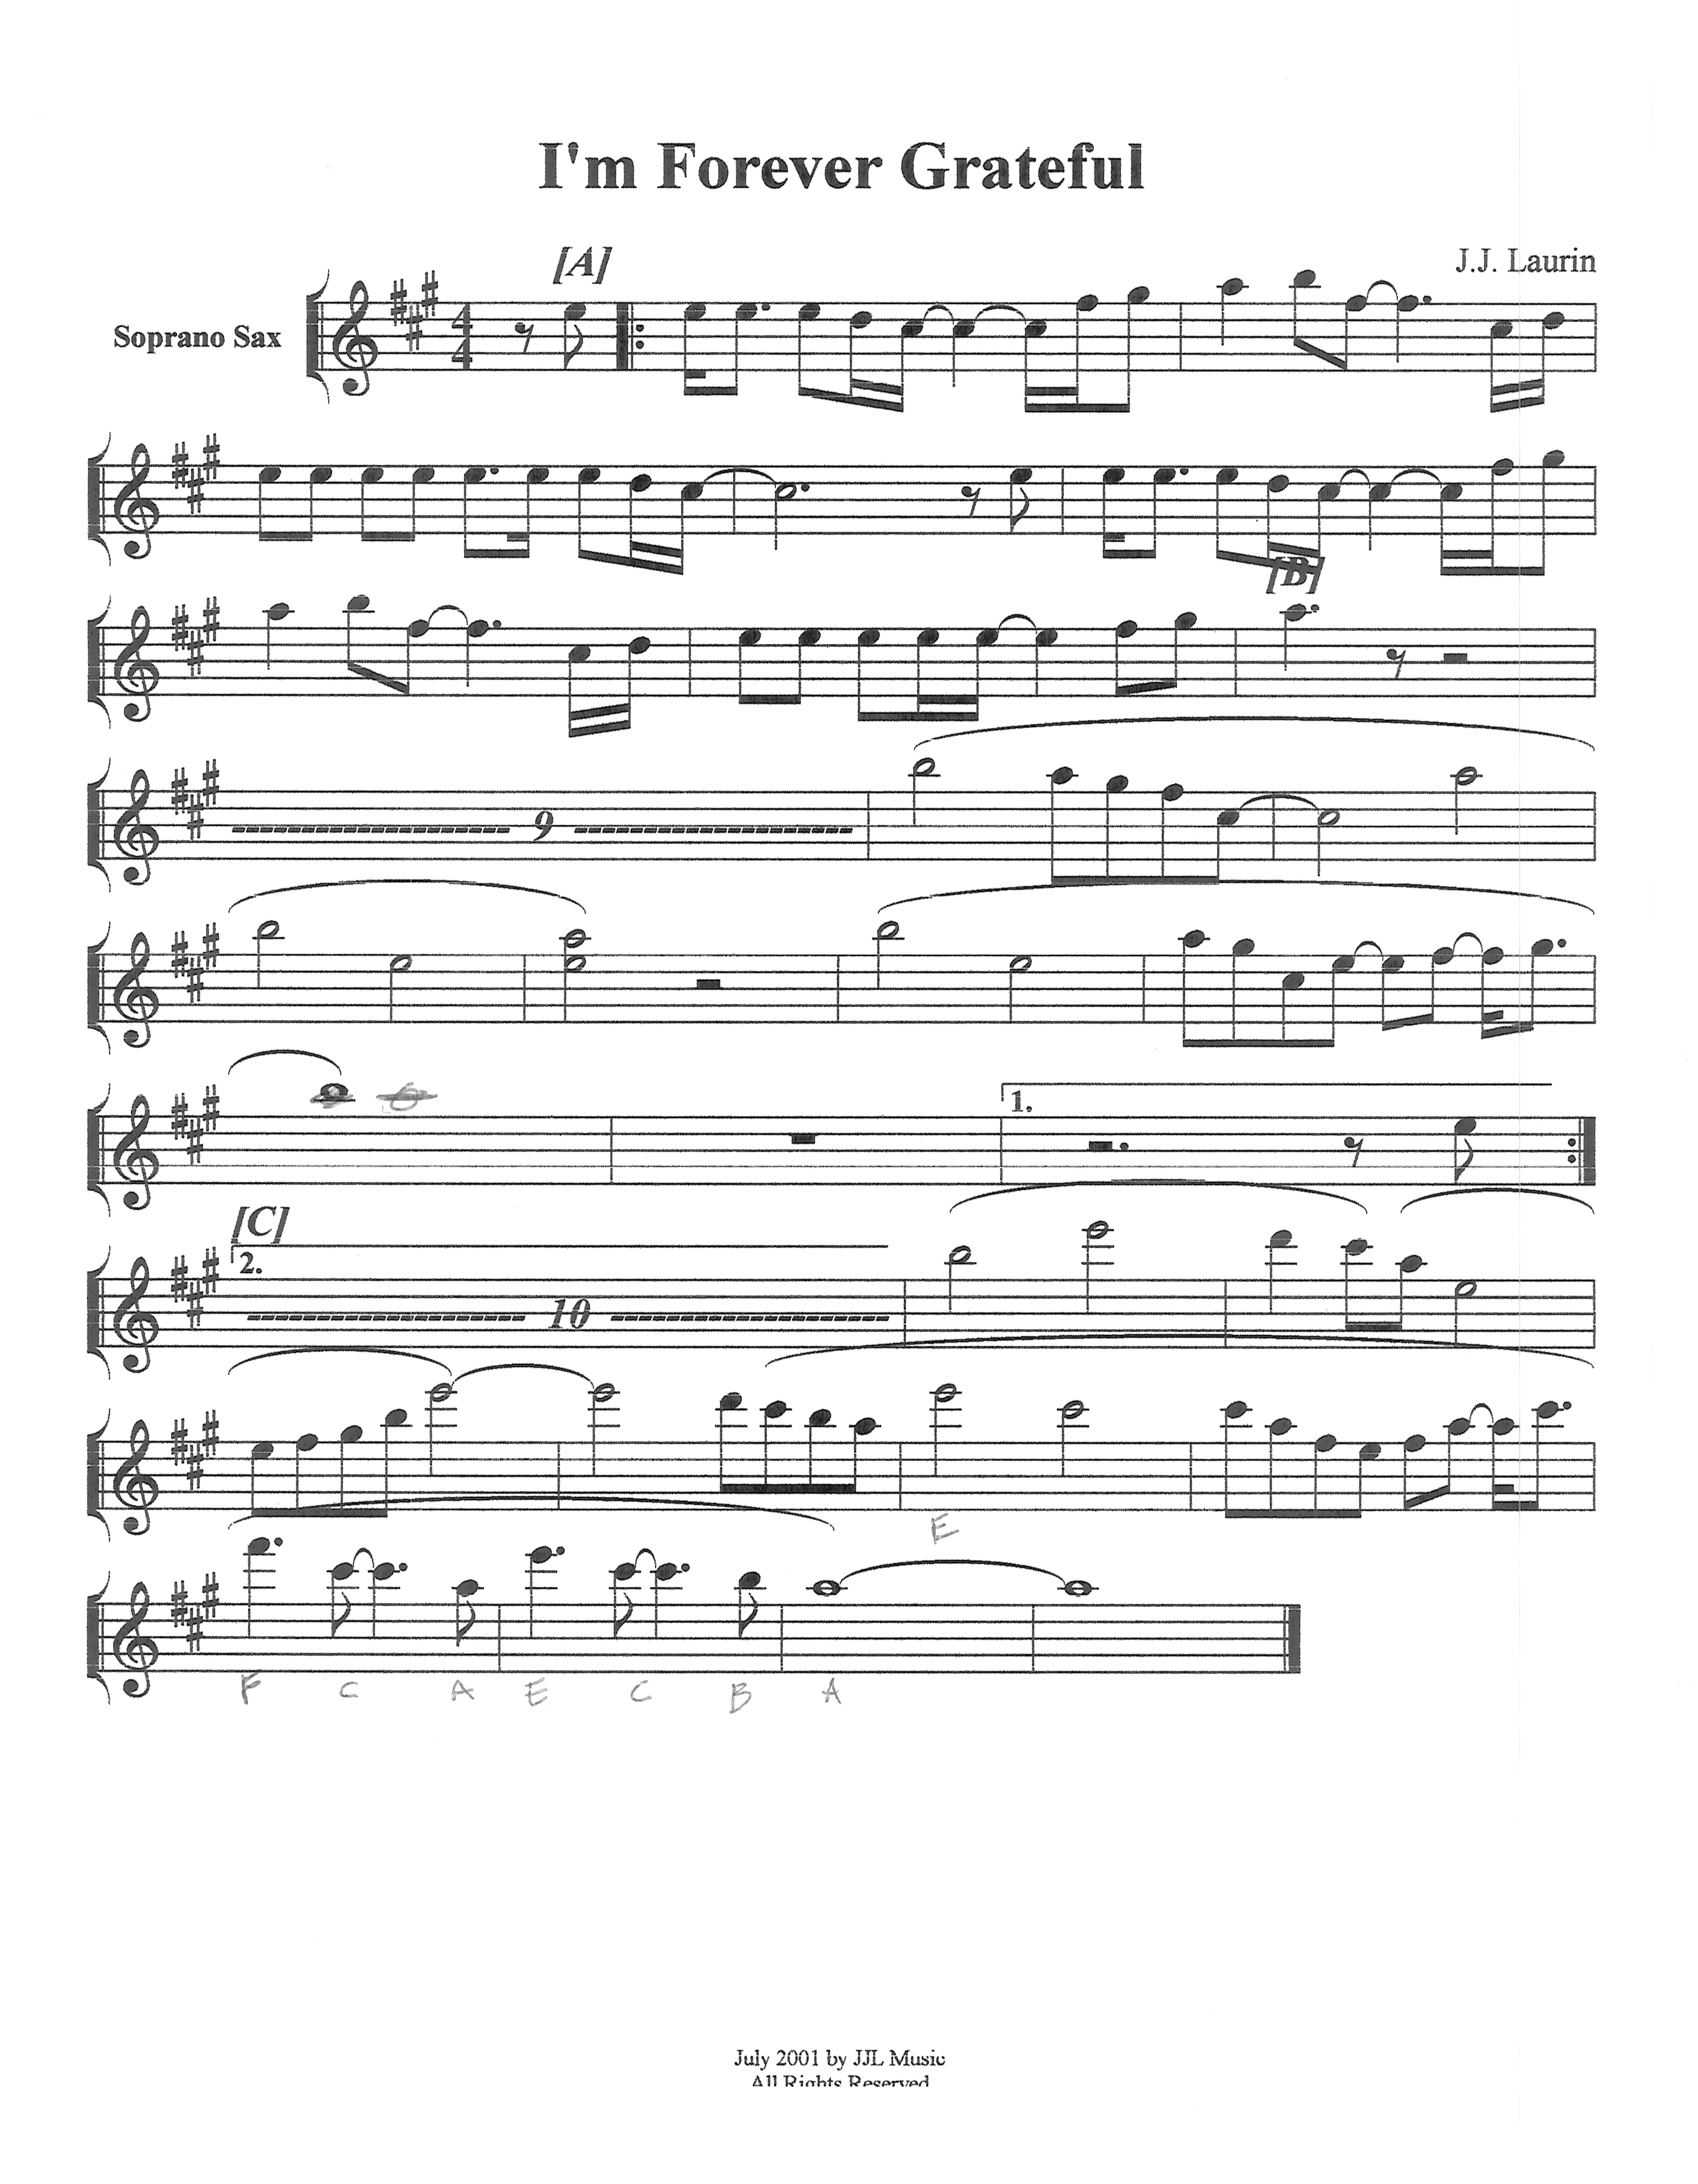 I'm Forever Grateful
[A]
J.J. Laurin
Soprano Sax
4
4
[B]
9
1.
[C]
2.
10
E
F C A E C B A
July 2001 by JJL Music
All Rights Reserved